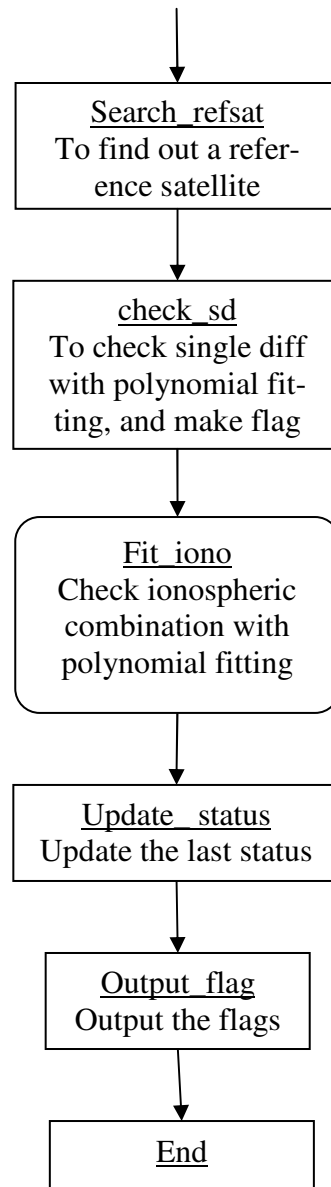 Search_refsat
To find out a refer-
ence satellite
check_sd
To check single diff
with polynomial fit-
ting, and make flag
Fit_iono
Check ionospheric
combination with
polynomial fitting
Update_ status
Update the last status
Output_flag
Output the flags
End